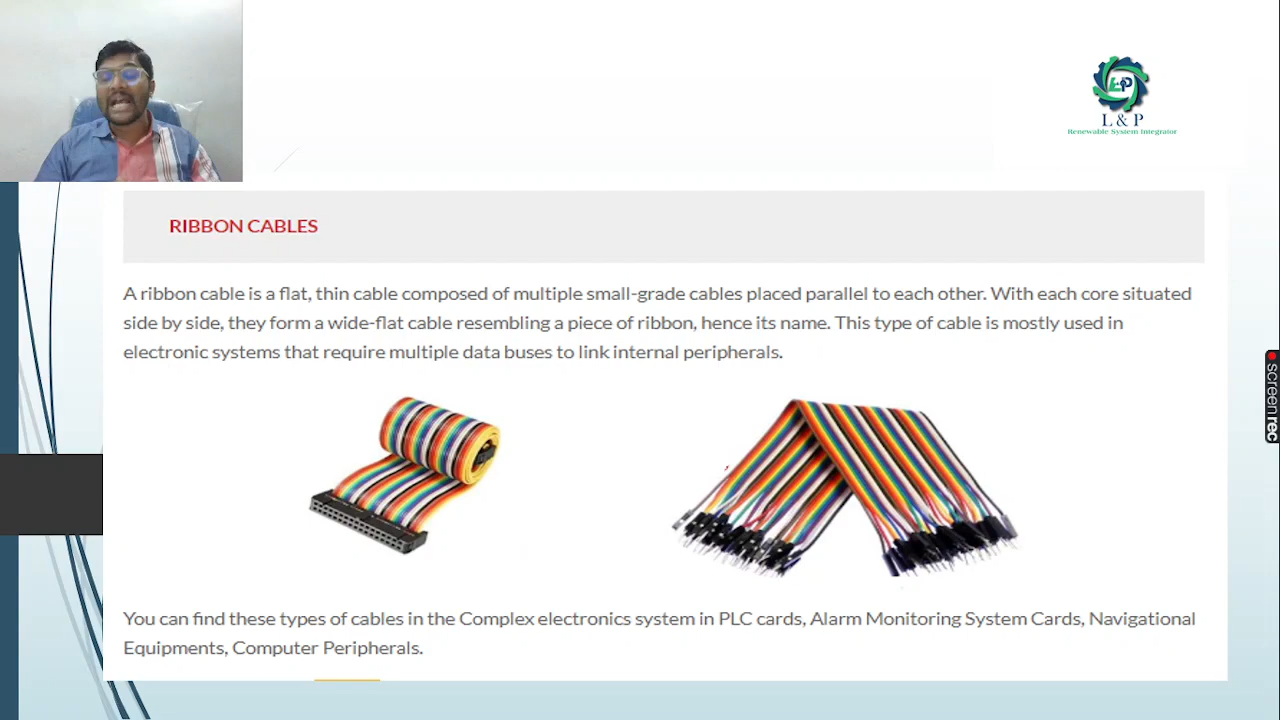 L & P
Renewable System Integrator
RIBBON CABLES
A ribbon cable is a flat, thin cable composed of multiple small-grade cables placed parallel to each other. With each core situated
side by side, they form a wide-flat cable resembling a piece of ribbon, hence its name. This type of cable is mostly used in
electronic systems that require multiple data buses to link internal peripherals.
You can find these types of cables in the Complex electronics system in PLC cards, Alarm Monitoring System Cards, Navigational
Equipments, Computer Peripherals.
screenrec